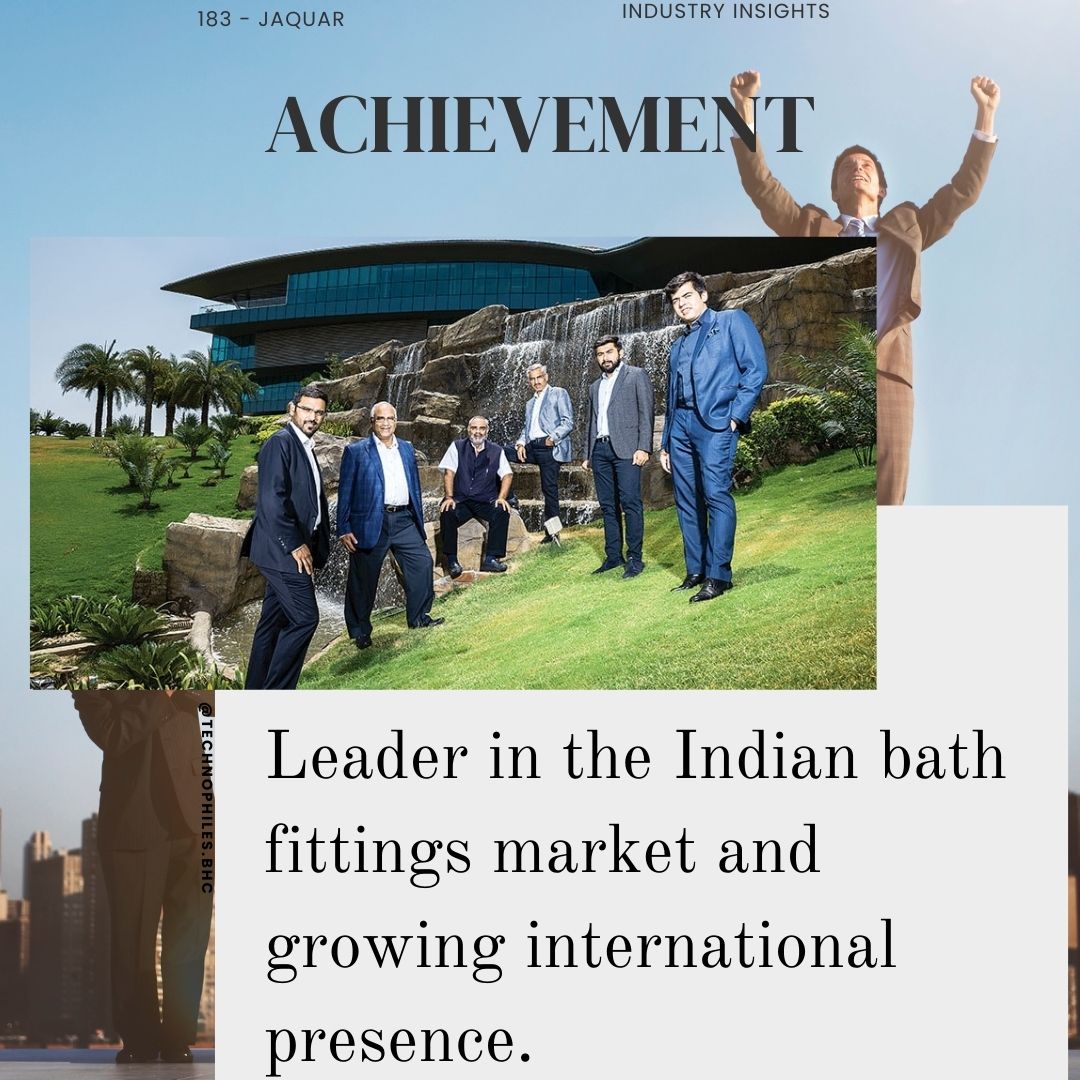 183 - JAQUAR
INDUSTRY INSIGHTS
ACHIEVEMENT
@TECHNOPHILES.BHC
Leader in the Indian bath
fittings market and
growing international
presence.